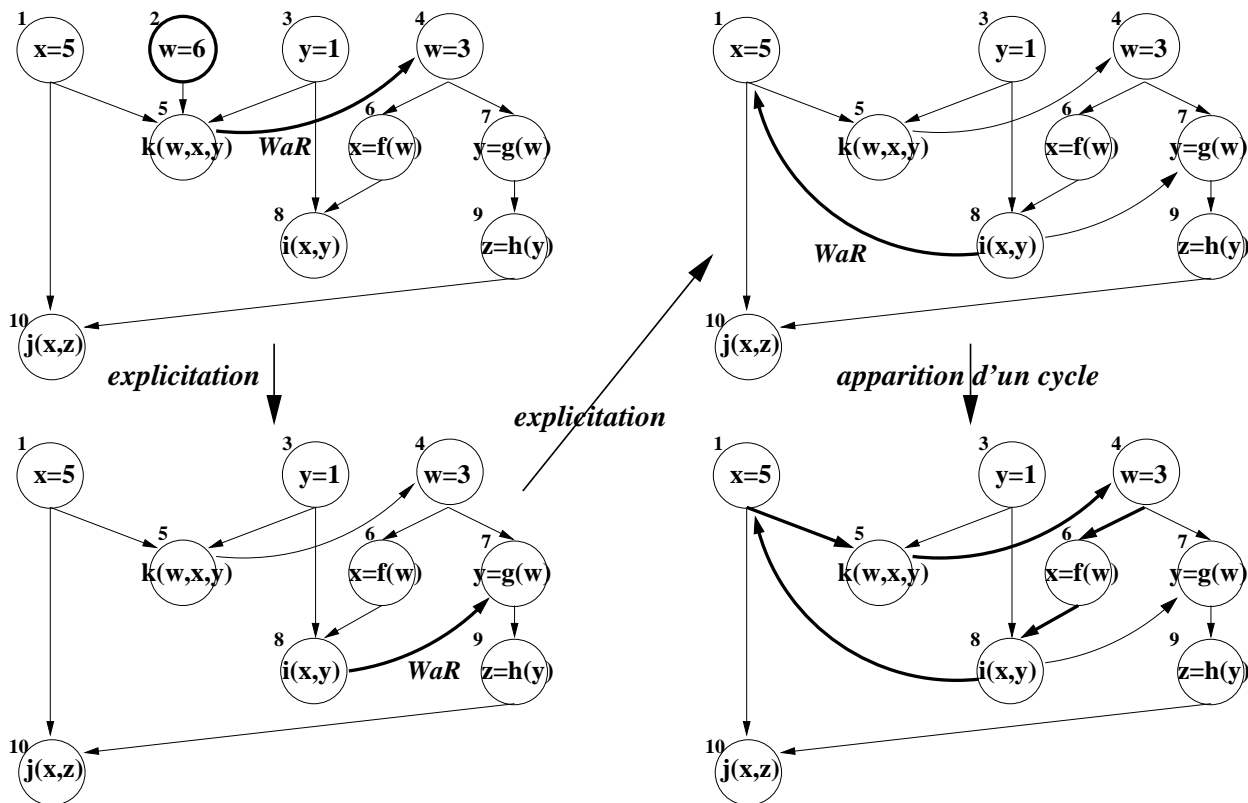 1 2 3 4
x=5 w=6 y=1 w=3
5 6 7
k(w,x,y) WaR x=f(w) y=g(w)
8 9
i(x,y) z=h(y)
10
j(x,z)
explicitation
1 3 4
x=5 y=1 w=3
5 6 7
k(w,x,y) x=f(w) y=g(w)
8 9
i(x,y) WaR z=h(y)
10
j(x,z)
explicitation
1 3 4
x=5 y=1 w=3
5 6 7
k(w,x,y) x=f(w) y=g(w)
8 9
WaR i(x,y) z=h(y)
10
j(x,z)
apparition d'un cycle
1 3 4
x=5 y=1 w=3
5 6 7
k(w,x,y) x=f(w) y=g(w)
8 9
i(x,y) z=h(y)
10
j(x,z)